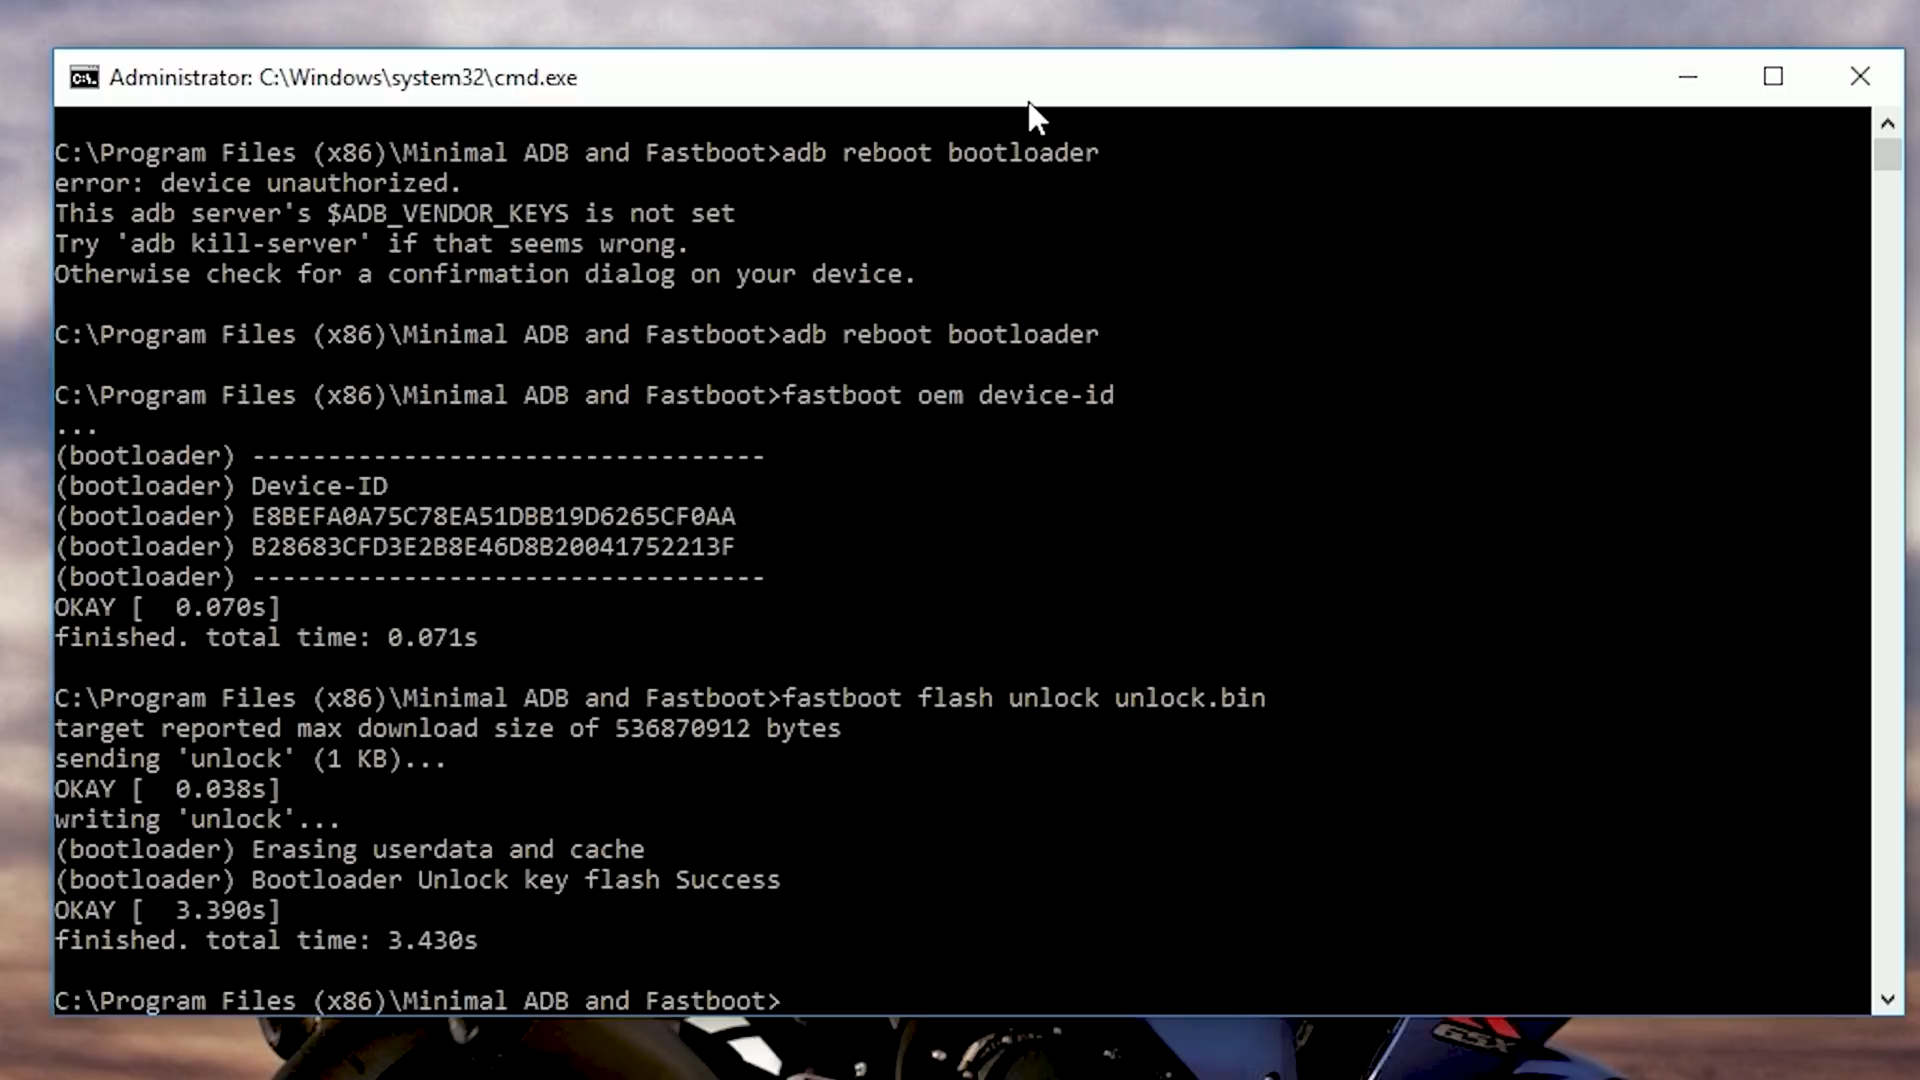 Administrator: C:\Windows\system32\cmd.exe
C:\Program Files (x86)\Minimal ADB and Fastboot>adb reboot bootloader
error: device unauthorized.
This adb server's $ADB_VENDOR_KEYS is not set
Try 'adb kill-server' if that seems wrong.
Otherwise check for a confirmation dialog on your device.
C:\Program Files (x86)\Minimal ADB and Fastboot>adb reboot bootloader
C:\Program Files (x86)\Minimal ADB and Fastboot>fastboot oem device-id
...
(bootloader) ----------------------------------
(bootloader) Device-ID
(bootloader) E8BEFA0A75C78EA51DBB19D6265CF0AA
(bootloader) B28683CFD3E2B8E46D8B20041752213F
(bootloader) ----------------------------------
OKAY [  0.070s]
finished. total time: 0.071s
C:\Program Files (x86)\Minimal ADB and Fastboot>fastboot flash unlock unlock.bin
target reported max download size of 536870912 bytes
sending 'unlock' (1 KB)...
OKAY [  0.038s]
writing 'unlock'...
(bootloader) Erasing userdata and cache
(bootloader) Bootloader Unlock key flash Success
OKAY [  3.390s]
finished. total time: 3.430s
C:\Program Files (x86)\Minimal ADB and Fastboot>
GSX